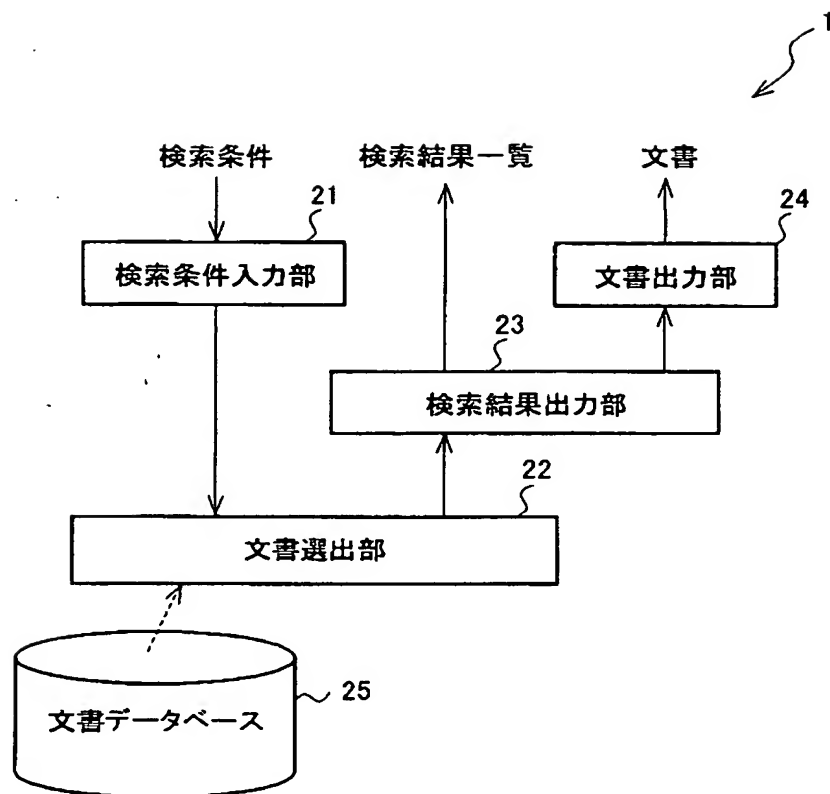 1
検索条件
検索結果一覧
文書
21
24
検索条件入力部
文書出力部
23
検索結果出力部
22
文書選出部
25
文書データベース